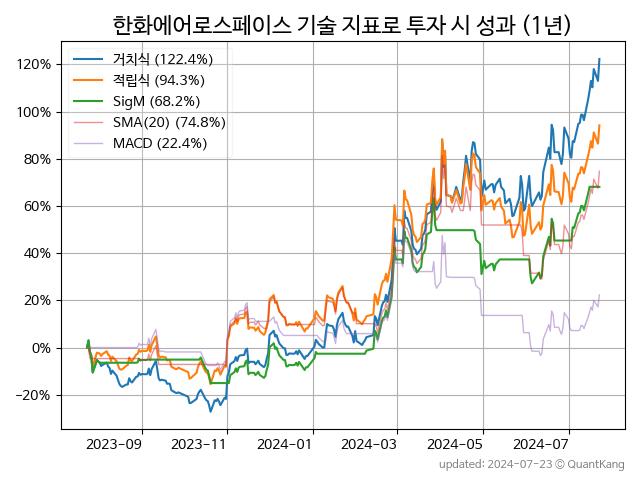 한화에어로스페이스 기술 지표로 투자 시 성과 (1년)
120%
100%
80%
60%
40%
20%
0%
−20%
거치식 (122.4%)
적립식 (94.3%)
SigM (68.2%)
SMA(20) (74.8%)
MACD (22.4%)
2023-09 2023-11 2024-01 2024-03 2024-05 2024-07
updated: 2024-07-23 © QuantKang